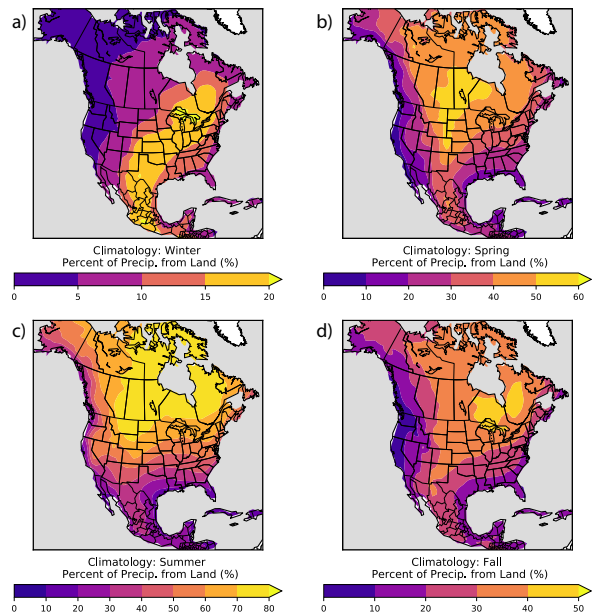 a)
b)
Climatology: Winter
Percent of Precip. from Land (%)
0 5 10 15 20
Climatology: Spring
Percent of Precip. from Land (%)
0 10 20 30 40 50 60
c)
d)
Climatology: Summer
Percent of Precip. from Land (%)
0 10 20 30 40 50 60 70 80
Climatology: Fall
Percent of Precip. from Land (%)
0 10 20 30 40 50